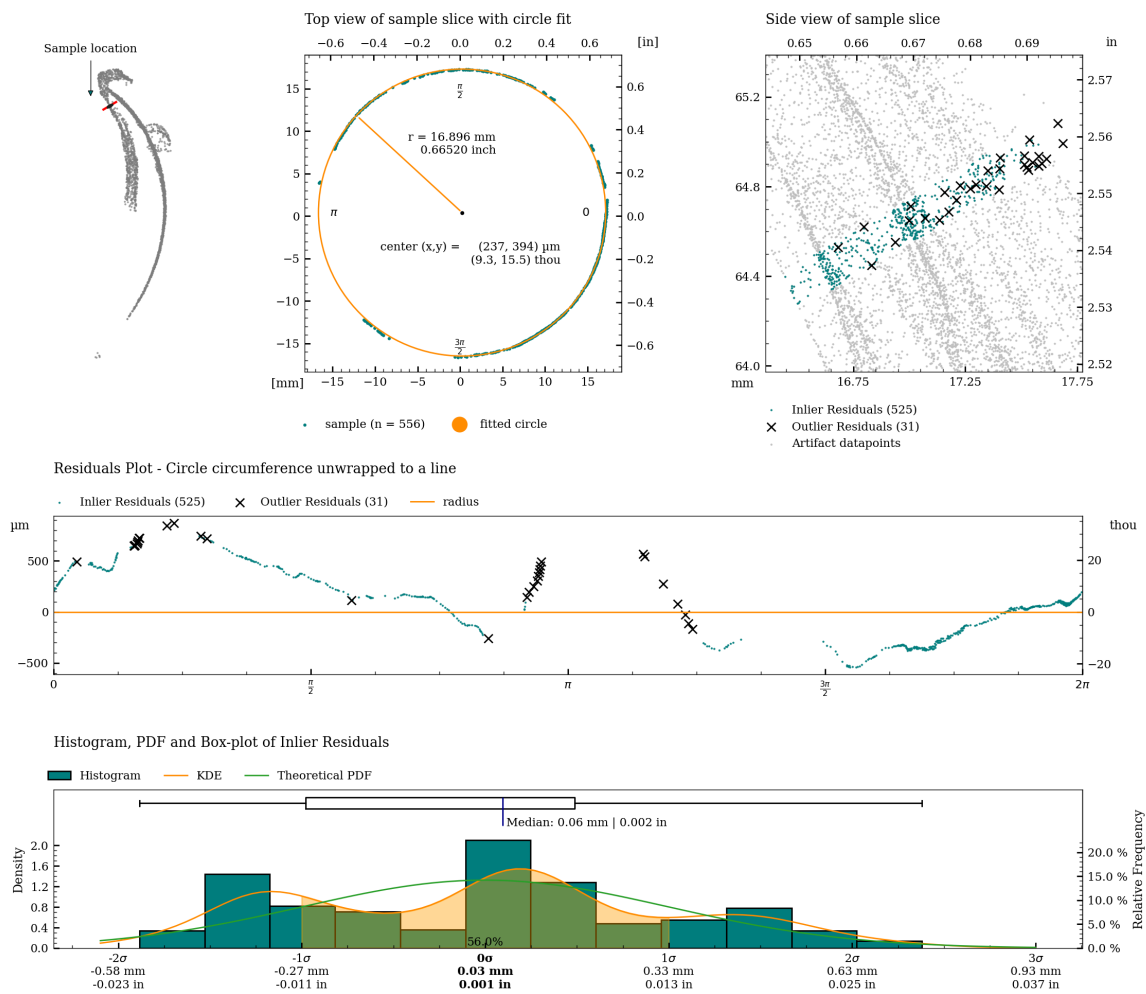 Sample location
Top view of sample slice with circle fit
−0.6 −0.4 −0.2 0.0 0.2 0.4 0.6 [in]
15 10 5 0 −5 −10 −15
0.6 0.4 0.2 0.0 −0.2 −0.4 −0.6
π/2
r = 16.896 mm
0.66520 inch
π 0
center (x,y) = (237, 394) µm
(9.3, 15.5) thou
3π/2
[mm] −15 −10 −5 0 5 10 15
sample (n = 556) fitted circle
Side view of sample slice
0.65 0.66 0.67 0.68 0.69 in
65.2 64.8 64.4 64.0
2.57 2.56 2.55 2.54 2.53 2.52
mm 16.75 17.25 17.75
Inlier Residuals (525)
Outlier Residuals (31)
Artifact datapoints
Residuals Plot - Circle circumference unwrapped to a line
Inlier Residuals (525) Outlier Residuals (31) radius
µm thou
500 20
0 0
−500 −20
0 π/2 π 3π/2 2π
Histogram, PDF and Box-plot of Inlier Residuals
Histogram KDE Theoretical PDF
Median: 0.06 mm | 0.002 in
Density
2.0 1.6 1.2 0.8 0.4 0.0
Relative Frequency
20.0 % 15.0 % 10.0 % 5.0 % 0.0 %
56.0%
-2σ -1σ 0σ 1σ 2σ 3σ
-0.58 mm -0.27 mm 0.03 mm 0.33 mm 0.63 mm 0.93 mm
-0.023 in -0.011 in 0.001 in 0.013 in 0.025 in 0.037 in